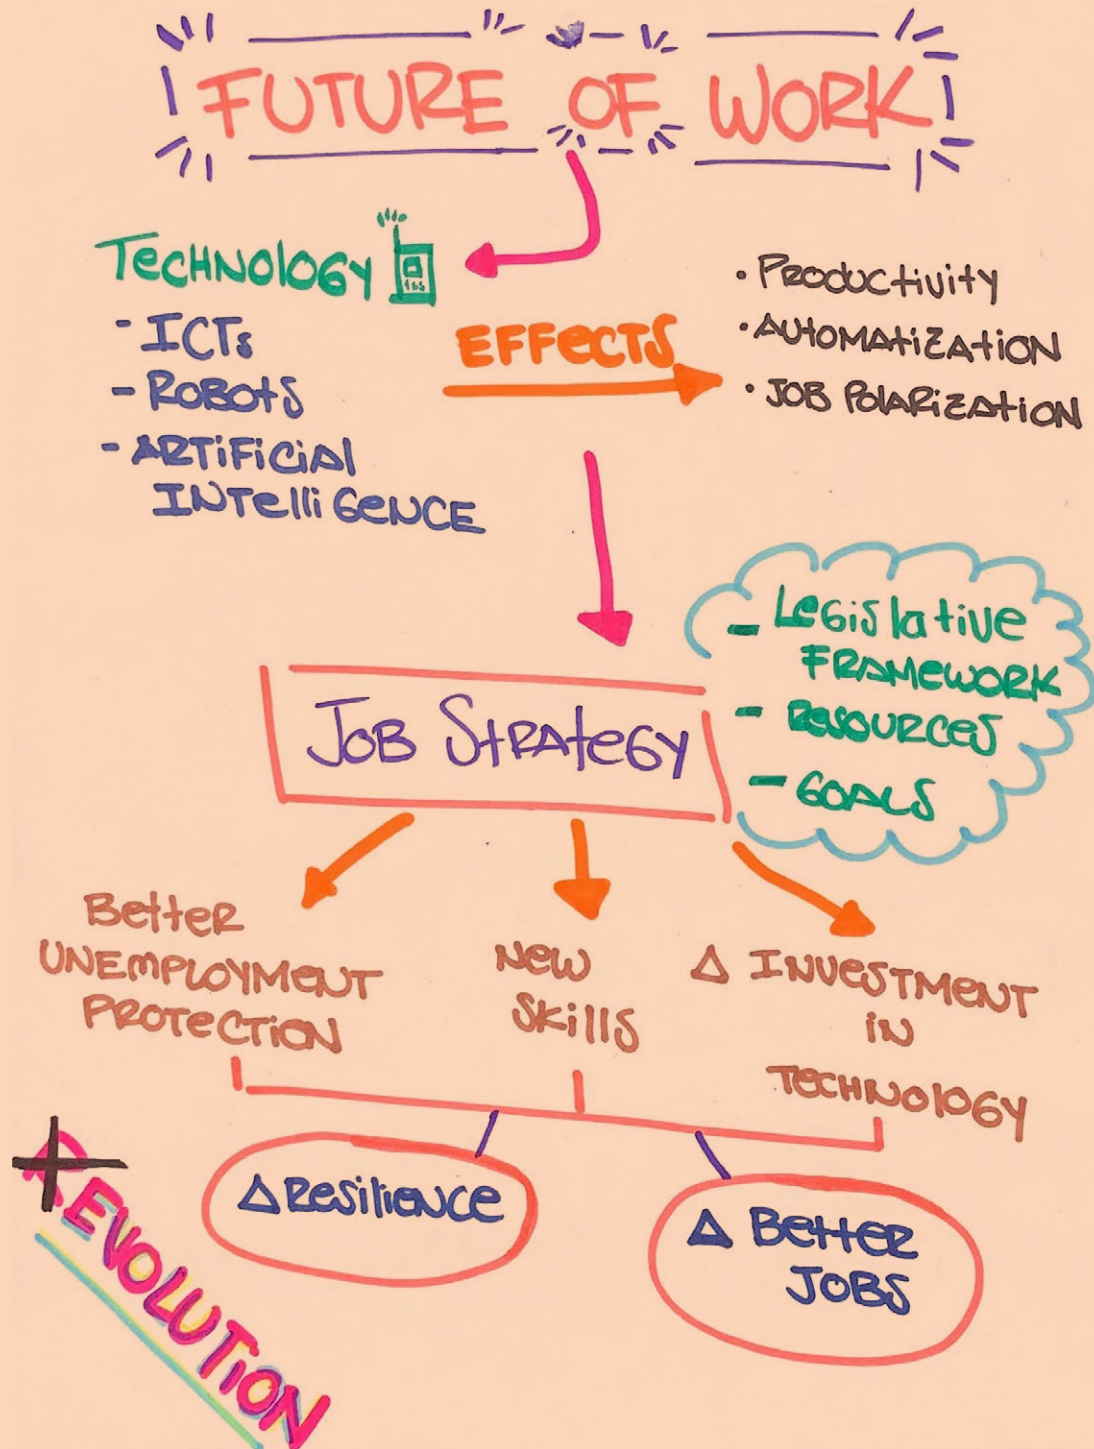 FUTURE OF WORK
TECHNOLOGY
- ICTs
- ROBOTS
- ARTIFICIAL
INTELLIGENCE
EFFECTS
• PRODUCTIVITY
• AUTOMATIZATION
• JOB POLARIZATION
JOB STRATEGY
- LEGISLATIVE
FRAMEWORK
- RESOURCES
- GOALS
Better
UNEMPLOYMENT
PROTECTION
NEW
SKILLS
Δ INVESTMENT
IN
TECHNOLOGY
Δ RESILIENCE
Δ BETTER
JOBS
REVOLUTION